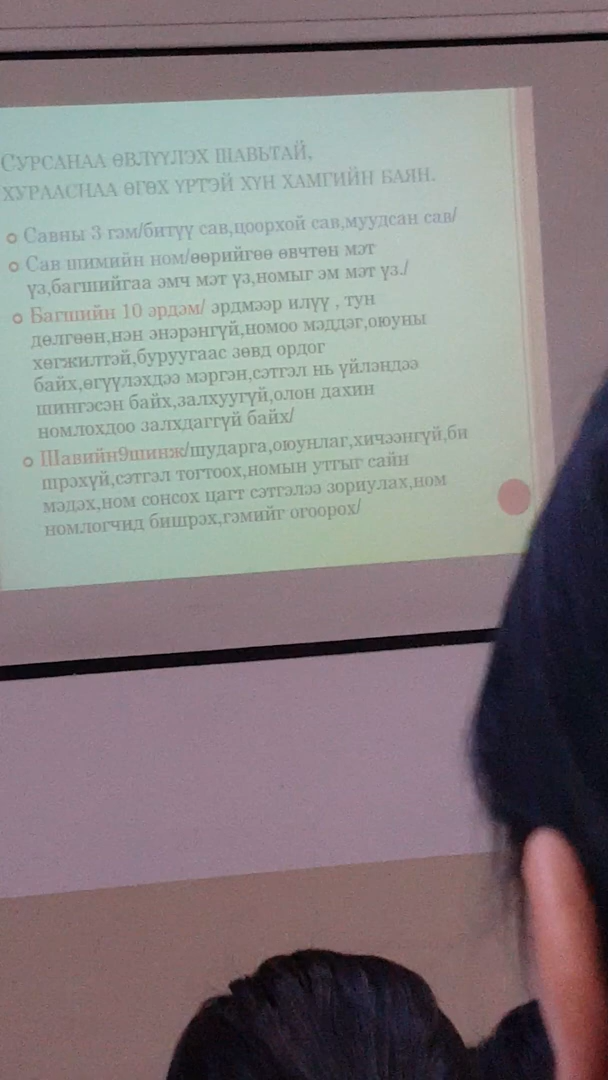 СУРСАНАА ӨВЛҮҮЛЭХ ШАВЬТАЙ,
ХУРААСНАА ӨГӨХ ҮРТЭЙ ХҮН ХАМГИЙН БАЯН.
Савны 3 гэм/битүү сав,цоорхой сав,муудсан сав/
Сав шимийн ном/өөрийгөө өвчтөн мэт
үз,багшийгаа эмч мэт үз,номыг эм мэт үз./
Багшийн 10 эрдэм/ эрдмээр илүү , тун
дөлгөөн,нэн энэрэнгүй,номоо мэддэг,оюуны
хөгжилтэй,буруугаас зөвд ордог
байх,өгүүлэхдээ мэргэн,сэтгэл нь үйлэндээ
шингэсэн байх,залхуугүй,олон дахин
номлохдоо залхдаггүй байх/
Шавийн9шинж/шударга,оюунлаг,хичээнгүй,би
шрэхүй,сэтгэл тогтоох,номын утгыг сайн
мэдэх,ном сонсох цагт сэтгэлээ зориулах,ном
номлогчид бишрэх,гэмийг огоорох/